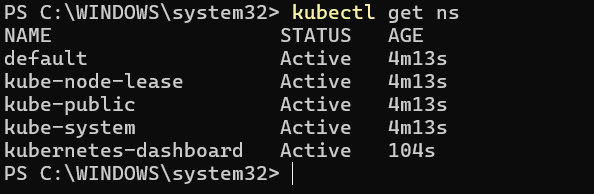 PS C:\WINDOWS\system32> kubectl get ns
NAME                   STATUS   AGE
default                Active   4m13s
kube-node-lease        Active   4m13s
kube-public            Active   4m13s
kube-system            Active   4m13s
kubernetes-dashboard   Active   104s
PS C:\WINDOWS\system32>